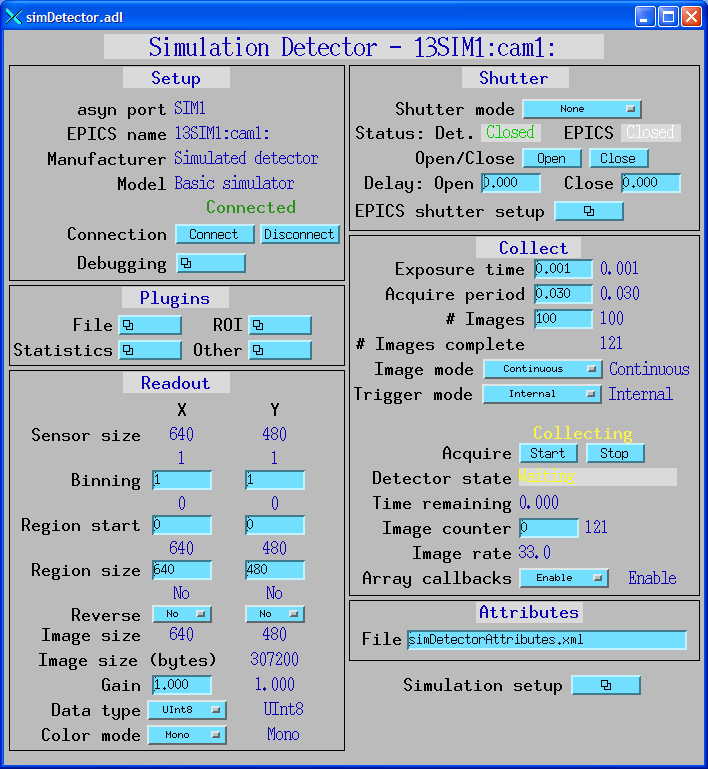 simDetector.adl
Simulation Detector - 13SIM1:cam1:
Setup
asyn port SIM1
EPICS name 13SIM1:cam1:
Manufacturer Simulated detector
Model Basic simulator
Connected
Connection Connect Disconnect
Debugging
Plugins
File ROI
Statistics Other
Readout
X Y
Sensor size 640 480
1 1
Binning 1 1
0 0
Region start 0 0
640 480
Region size 640 480
No No
Reverse No No
Image size 640 480
Image size (bytes) 307200
Gain 1.000 1.000
Data type UInt8 UInt8
Color mode Mono Mono
Shutter
Shutter mode None
Status: Det. Closed EPICS Closed
Open/Close Open Close
Delay: Open 0.000 Close 0.000
EPICS shutter setup
Collect
Exposure time 0.001 0.001
Acquire period 0.030 0.030
# Images 100 100
# Images complete 121
Image mode Continuous Continuous
Trigger mode Internal Internal
Collecting
Acquire Start Stop
Detector state Waiting
Time remaining 0.000
Image counter 0 121
Image rate 33.0
Array callbacks Enable Enable
Attributes
File simDetectorAttributes.xml
Simulation setup